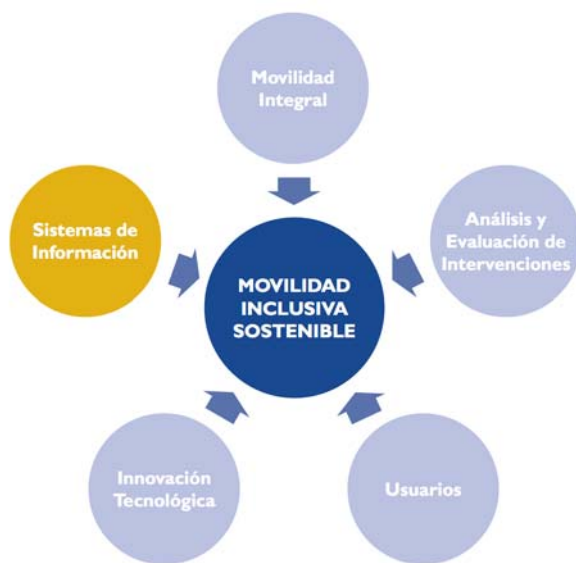 Movilidad
Integral
Sistemas de
Información
Análisis y
Evaluación de
Intervenciones
MOVILIDAD
INCLUSIVA
SOSTENIBLE
Innovación
Tecnológica
Usuarios